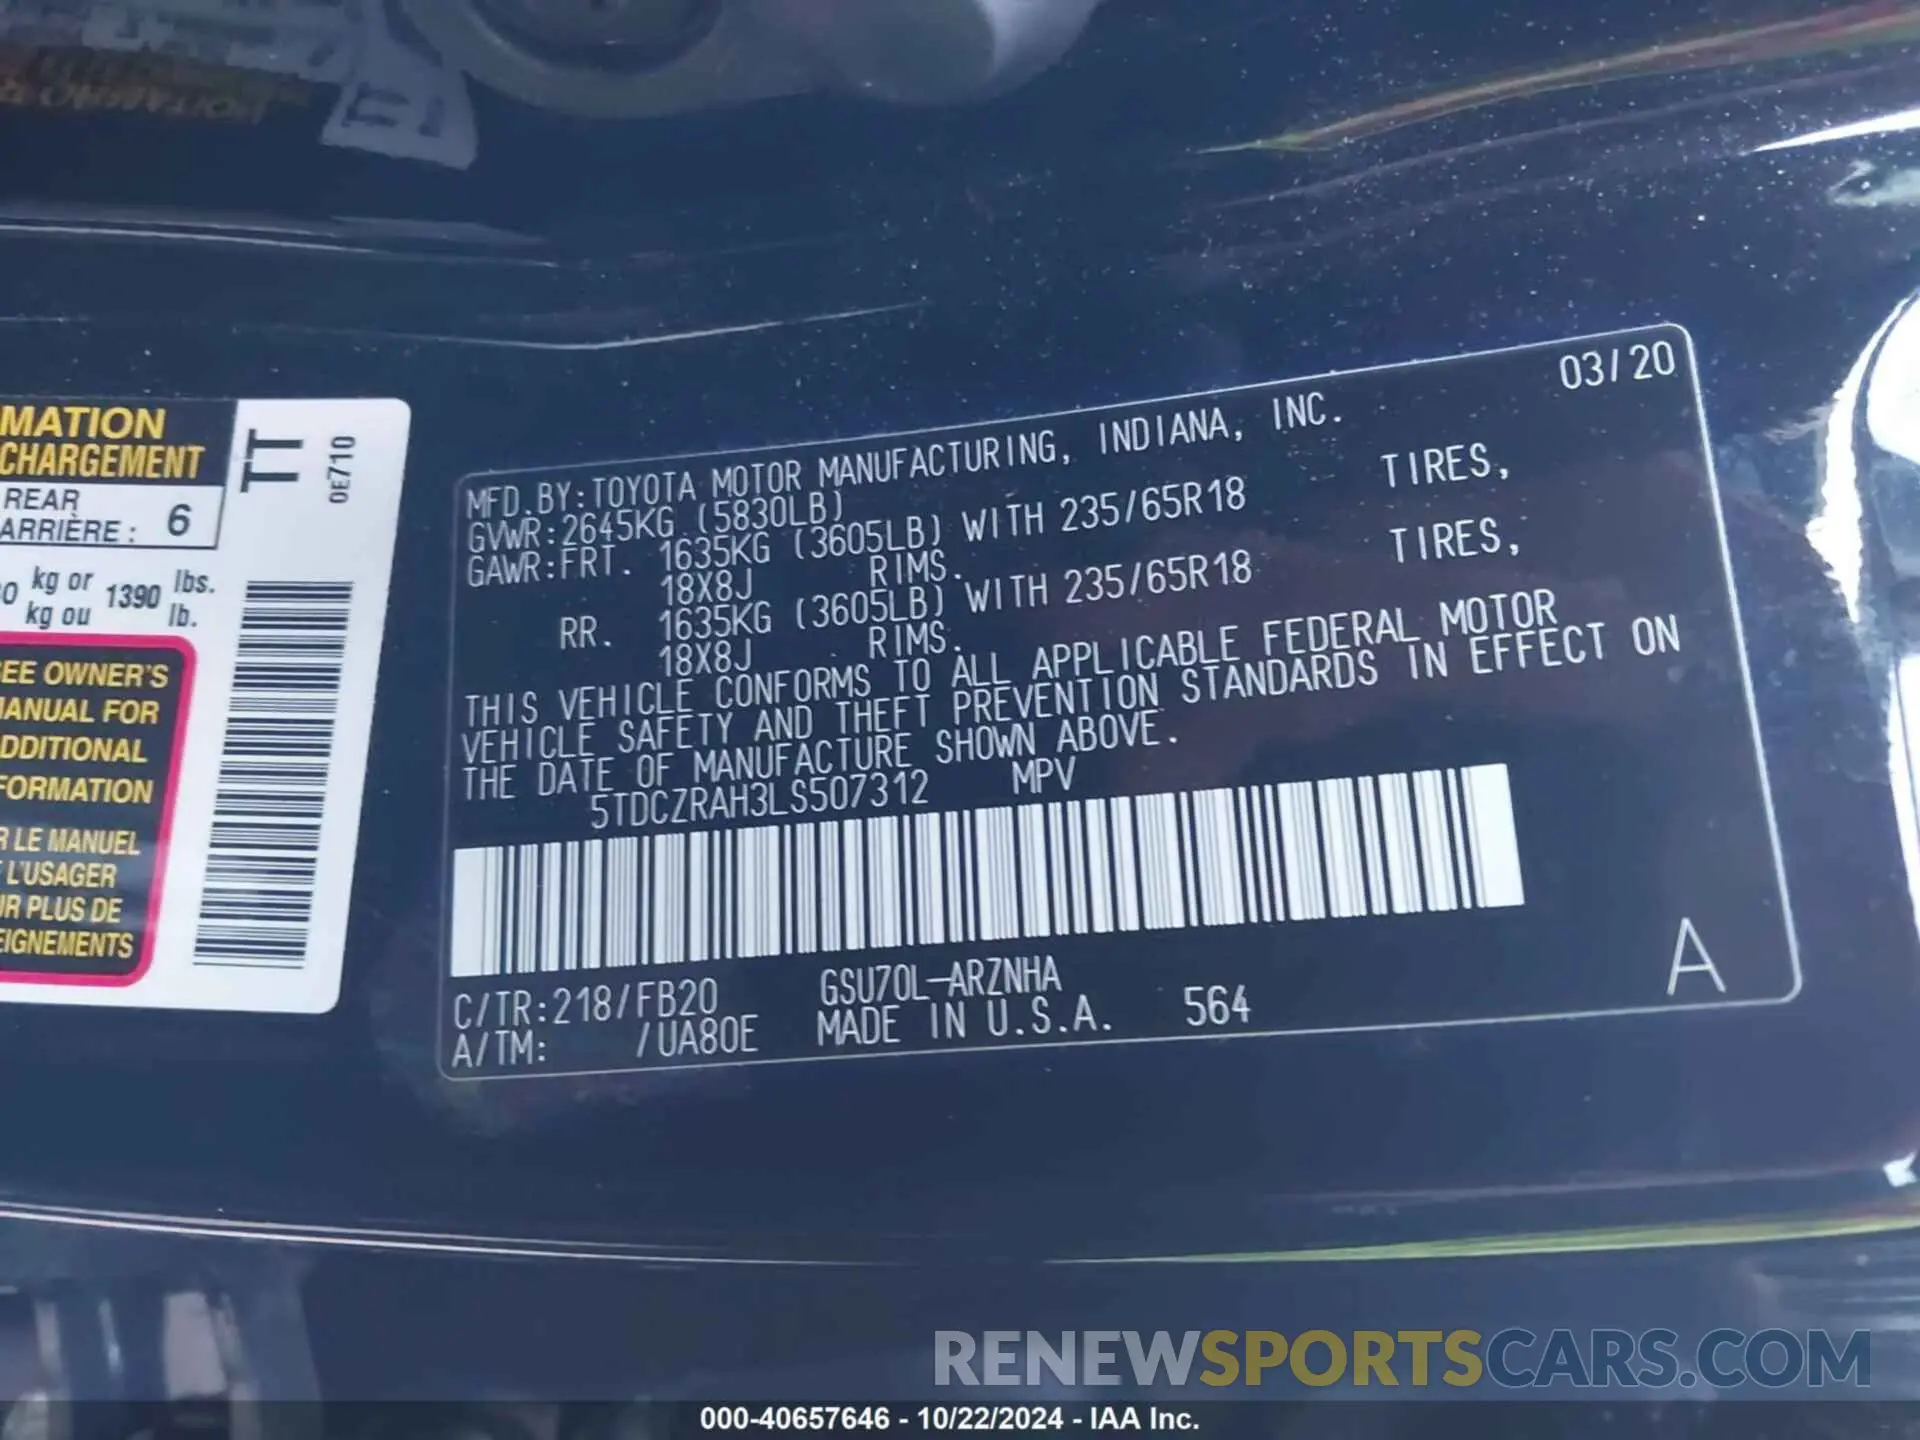 MATION
CHARGEMENT
REAR
ARRIÈRE : 6
kg or 1390 lbs.
kg ou lb.
TT
0E710
SEE OWNER'S
MANUAL FOR
ADDITIONAL
FORMATION
R LE MANUEL
L'USAGER
UR PLUS DE
EIGNEMENTS
03/20
MFD.BY:TOYOTA MOTOR MANUFACTURING, INDIANA, INC.
GVWR:2645KG (5830LB)
GAWR:FRT. 1635KG (3605LB) WITH 235/65R18 TIRES,
18X8J RIMS.
RR. 1635KG (3605LB) WITH 235/65R18 TIRES,
18X8J RIMS.
THIS VEHICLE CONFORMS TO ALL APPLICABLE FEDERAL MOTOR
VEHICLE SAFETY AND THEFT PREVENTION STANDARDS IN EFFECT ON
THE DATE OF MANUFACTURE SHOWN ABOVE.
5TDCZRAH3LS507312 MPV
C/TR:218/FB20 GSU70L-ARZNHA
A/TM: /UA80E MADE IN U.S.A. 564
A
RENEWSPORTSCARS.COM
000-40657646 - 10/22/2024 - IAA Inc.